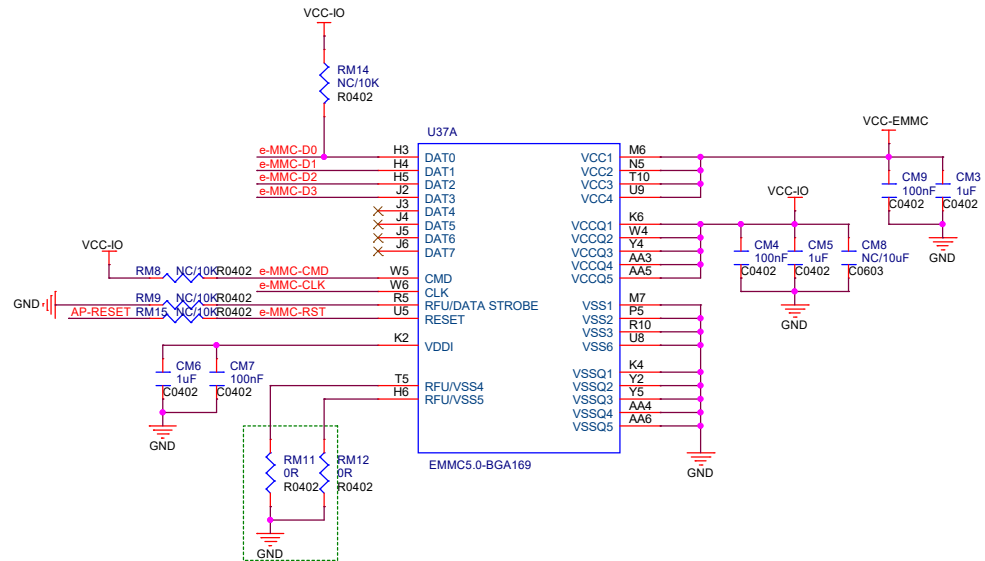 VCC-IO
RM14
NC/10K
R0402
U37A
VCC-EMMC
e-MMC-D0 H3 DAT0 VCC1 M6
e-MMC-D1 H4 DAT1 VCC2 N5
e-MMC-D2 H5 DAT2 VCC3 T10
e-MMC-D3 J2 DAT3 VCC4 U9
J3 DAT4
J4 DAT5 VCCQ1 K6
J5 DAT6 VCCQ2 W4
J6 DAT7 VCCQ3 Y4
VCCQ4 AA3
VCCQ5 AA5
CM9
100nF
C0402
CM3
1uF
C0402
GND
VCC-IO
CM4
100nF
C0402
CM5
1uF
C0402
CM8
NC/10uF
C0603
GND
VCC-IO
RM8 NC/10K R0402 e-MMC-CMD W5 CMD
e-MMC-CLK W6 CLK
GND RM9 NC/10K R0402 R5 RFU/DATA STROBE VSS1 M7
AP-RESET RM15 NC/10K R0402 e-MMC-RST U5 RESET VSS2 P5
VSS3 R10
K2 VDDI VSS6 U8
CM6
1uF
C0402
CM7
100nF
C0402
GND
VSSQ1 K4
T5 RFU/VSS4 VSSQ2 Y2
H6 RFU/VSS5 VSSQ3 Y5
VSSQ4 AA4
VSSQ5 AA6
GND
EMMC5.0-BGA169
RM11
0R
R0402
RM12
0R
R0402
GND